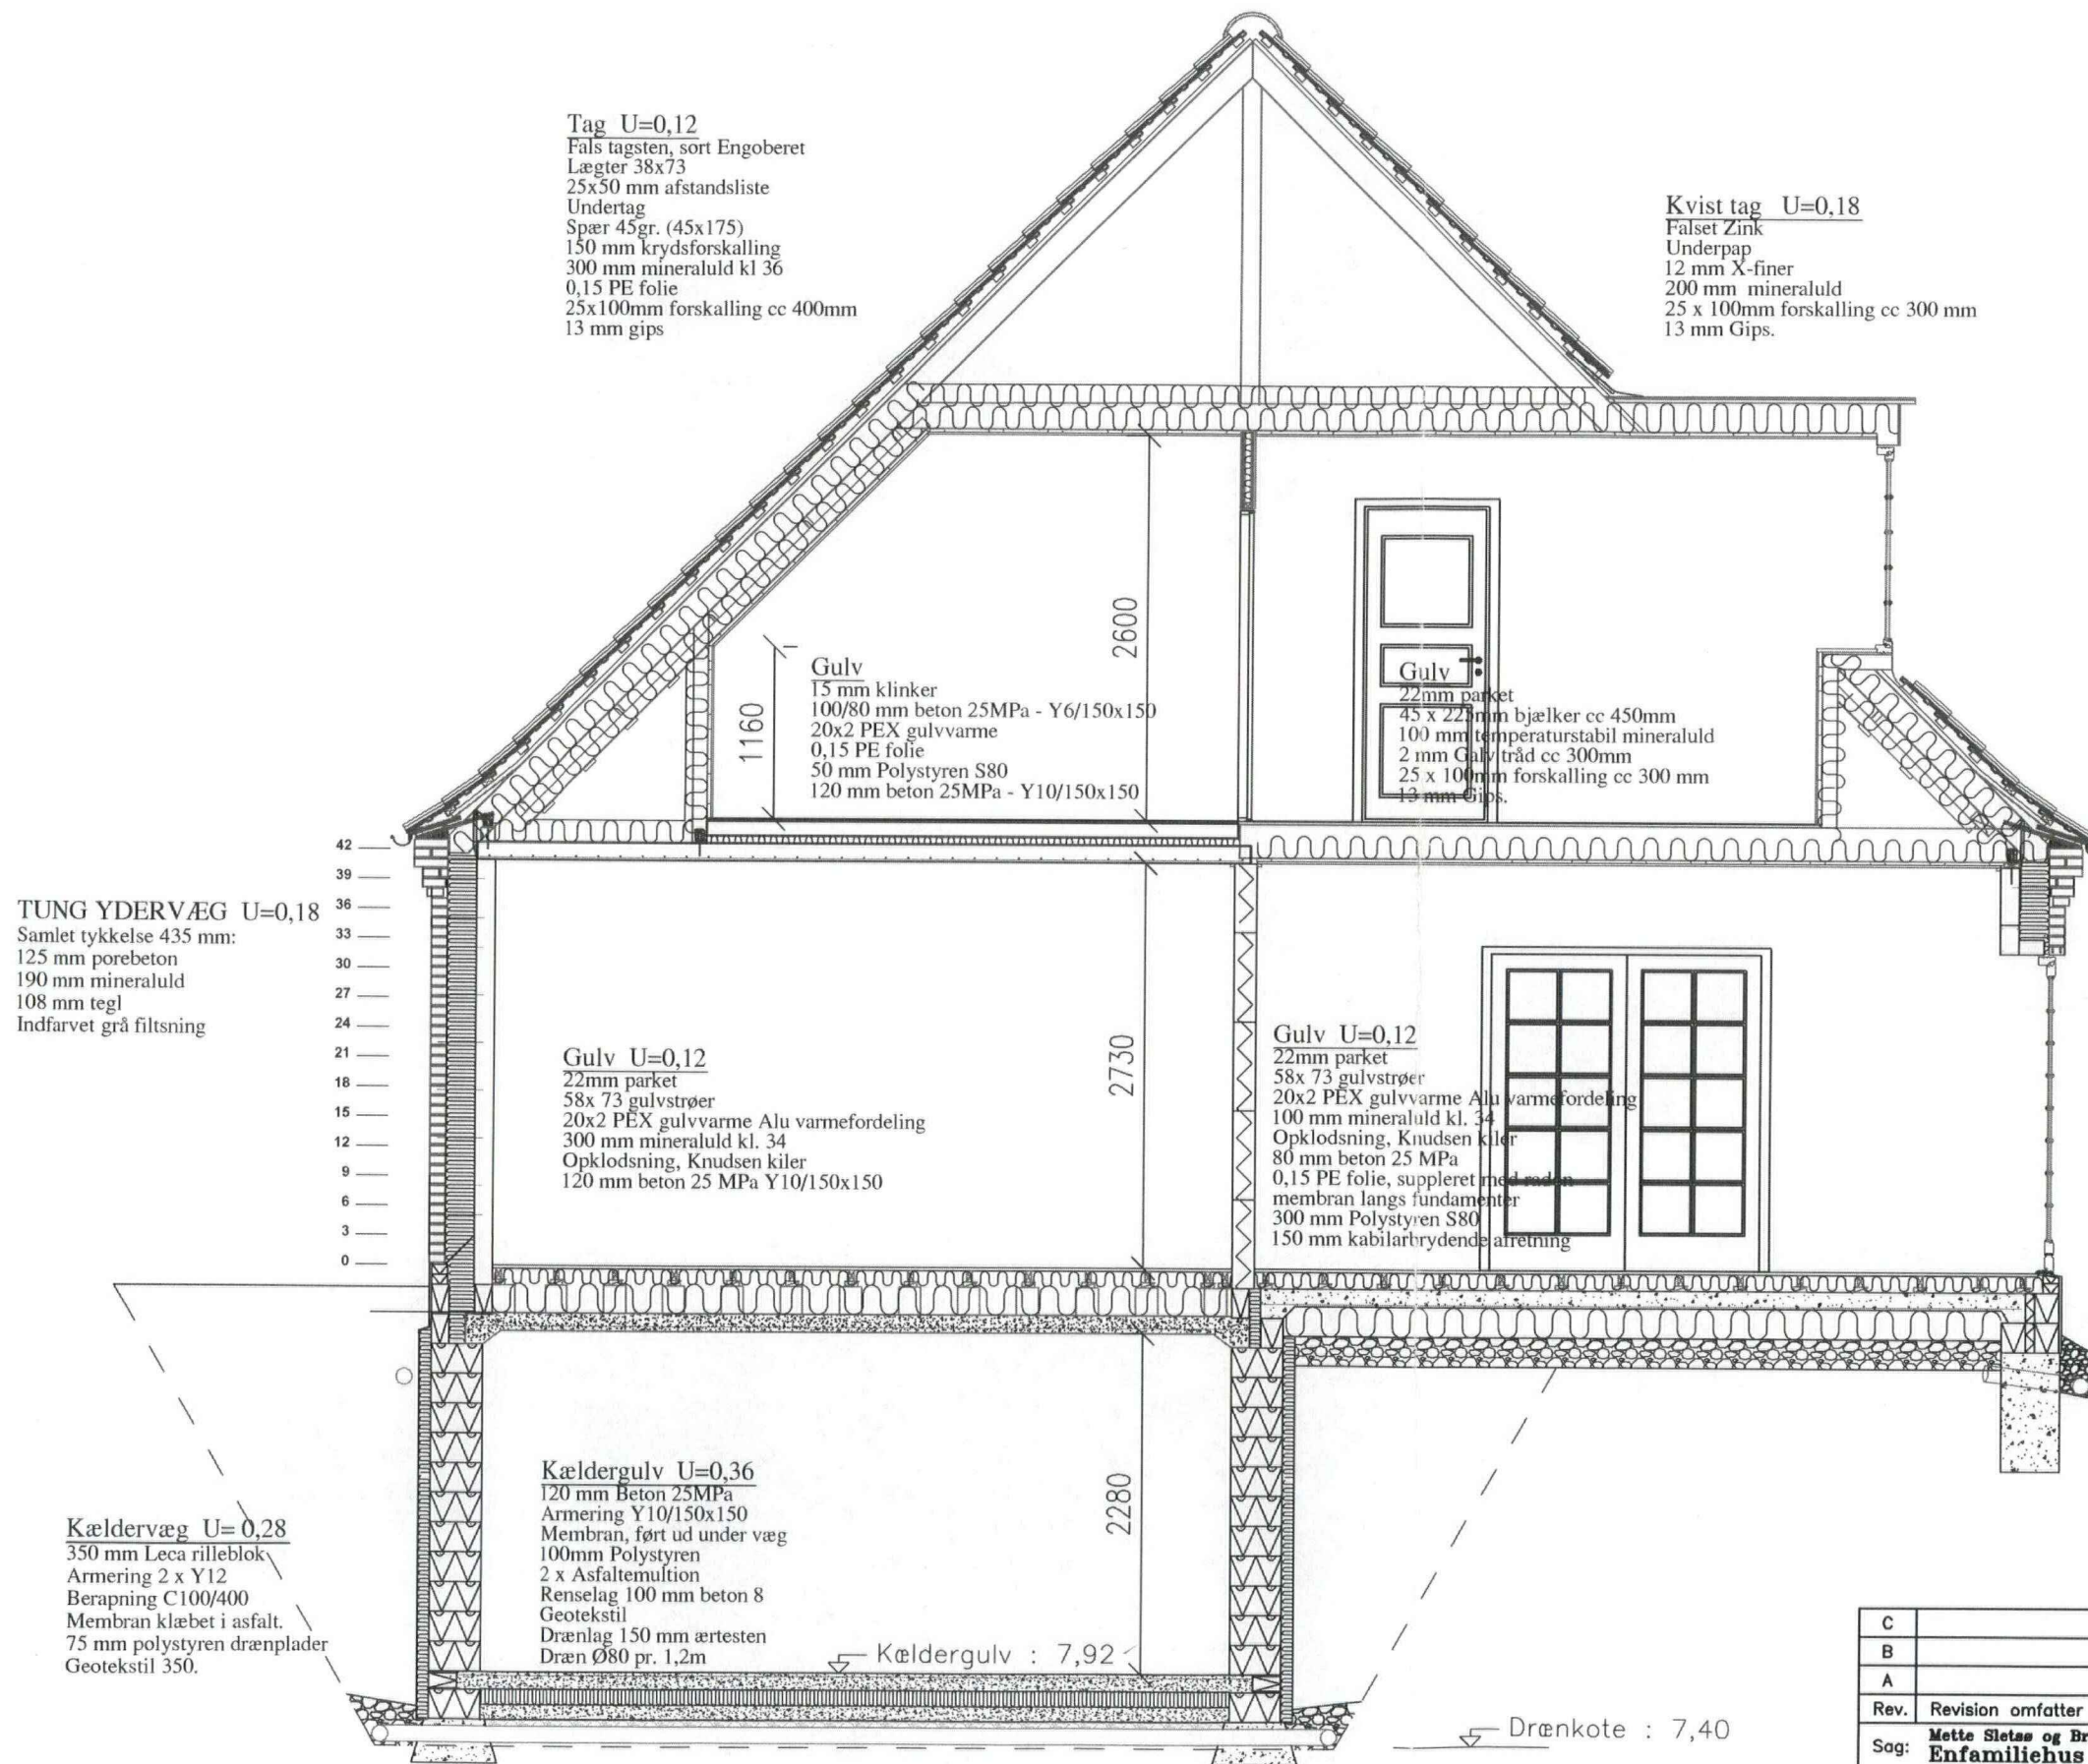 Tag U=0,12
Fals tagsten, sort Engoberet
Lægter 38x73
25x50 mm afstandsliste
Undertag
Spær 45gr. (45x175)
150 mm krydsforskalling
300 mm mineraluld kl 36
0,15 PE folie
25x100mm forskalling cc 400mm
13 mm gips
Kvist tag U=0,18
Falset Zink
Underpap
12 mm X-finer
200 mm mineraluld
25 x 100mm forskalling cc 300 mm
13 mm Gips.
2600
1160
Gulv
15 mm klinker
100/80 mm beton 25MPa - Y6/150x150
20x2 PEX gulvvarme
0,15 PE folie
50 mm Polystyren S80
120 mm beton 25MPa - Y10/150x150
Gulv
22mm parket
45 x 225mm bjælker cc 450mm
100 mm temperaturstabil mineraluld
2 mm Galv tråd cc 300mm
25 x 100mm forskalling cc 300 mm
13 mm Gips.
TUNG YDERVÆG U=0,18
Samlet tykkelse 435 mm:
125 mm porebeton
190 mm mineraluld
108 mm tegl
Indfarvet grå filtsning
42
39
36
33
30
27
24
21
18
15
12
9
6
3
0
Gulv U=0,12
22mm parket
58x 73 gulvstrøer
20x2 PEX gulvvarme Alu varmefordeling
300 mm mineraluld kl. 34
Opklodsning, Knudsen kiler
120 mm beton 25 MPa Y10/150x150
2730
Gulv U=0,12
22mm parket
58x 73 gulvstrøer
20x2 PEX gulvvarme Alu varmefordeling
100 mm mineraluld kl. 34
Opklodsning, Knudsen kiler
80 mm beton 25 MPa
0,15 PE folie, suppleret med radon
membran langs fundamenter
300 mm Polystyren S80
150 mm kabilarbrydende afretning
Kældervæg U= 0,28
350 mm Leca rilleblok
Armering 2 x Y12
Berapning C100/400
Membran klæbet i asfalt.
75 mm polystyren drænplader
Geotekstil 350.
Kældergulv U=0,36
120 mm Beton 25MPa
Armering Y10/150x150
Membran, ført ud under væg
100mm Polystyren
2 x Asfaltemultion
Renselag 100 mm beton 8
Geotekstil
Drænlag 150 mm ærtesten
Dræn Ø80 pr. 1,2m
2280
Kældergulv : 7,92
Drænkote : 7,40
C
B
A
Rev. Revision omfatter
Sag: Mette Sletsø og Br
Enfamiliehus